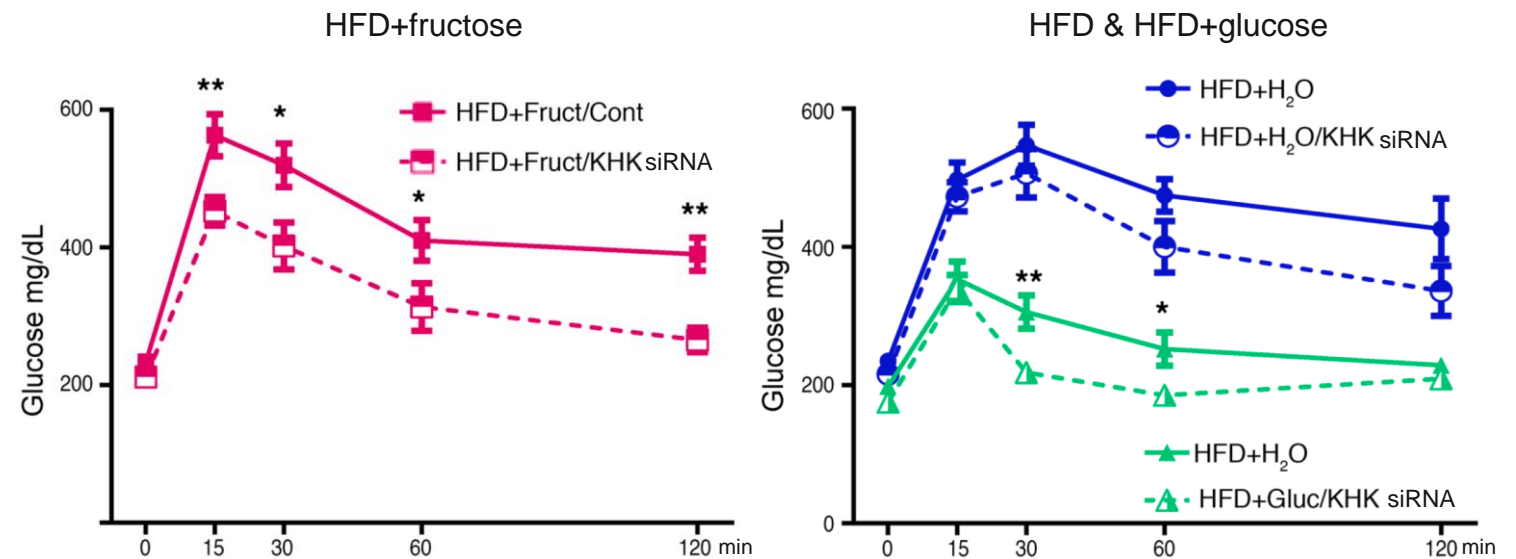 HFD+fructose
**
*
*
**
HFD+Fruct/Cont
HFD+Fruct/KHK siRNA
Glucose mg/dL
600
400
200
0 15 30 60 120 min
HFD & HFD+glucose
HFD+H₂O
HFD+H₂O/KHK siRNA
**
*
HFD+H₂O
HFD+Gluc/KHK siRNA
Glucose mg/dL
600
400
200
0
0 15 30 60 120 min